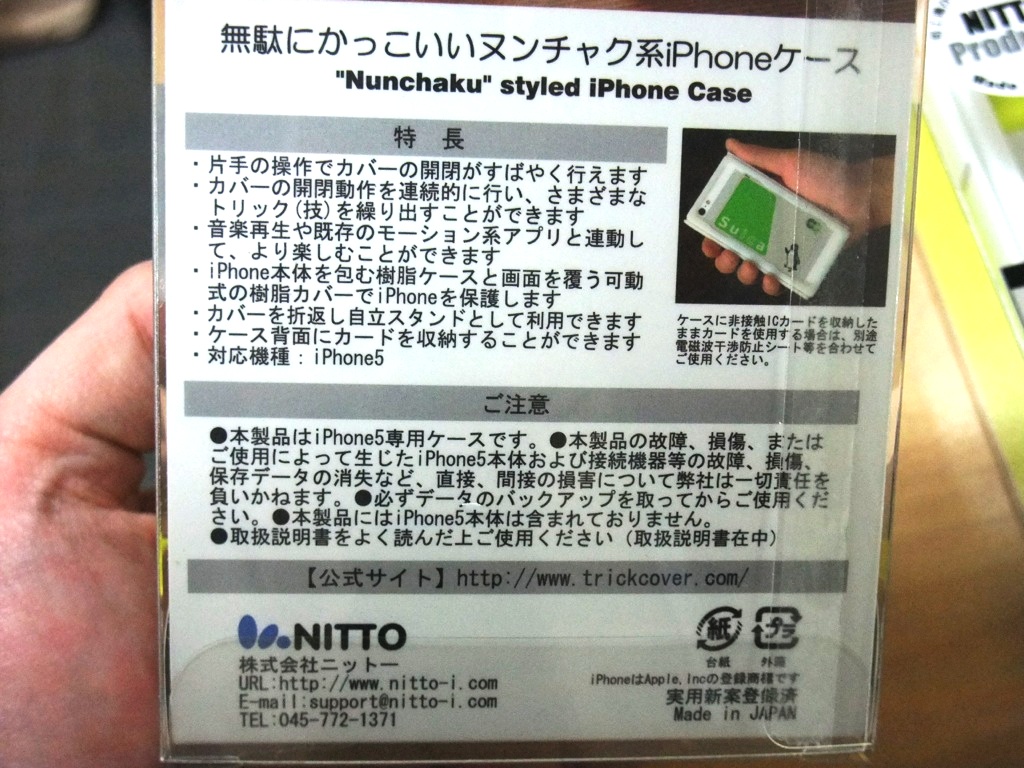 無駄にかっこいいヌンチャク系iPhoneケース
"Nunchaku" styled iPhone Case
特 長
・片手の操作でカバーの開閉がすばやく行えます
・カバーの開閉動作を連続的に行い、さまざまな
トリック(技)を繰り出すことができます
・音楽再生や既存のモーション系アプリと連動し
て、より楽しむことができます
・iPhone本体を包む樹脂ケースと画面を覆う可動
式の樹脂カバーでiPhoneを保護します
・カバーを折返し自立スタンドとして利用できます
・ケース背面にカードを収納することができます
・対応機種：iPhone5
Suica
ケースに非接触ICカードを収納した
ままカードを使用する場合は、別途
電磁波干渉防止シート等を合わせて
ご使用ください。
ご注意
●本製品はiPhone5専用ケースです。●本製品の故障、損傷、または
ご使用によって生じたiPhone5本体および接続機器等の故障、損傷、
保存データの消失など、直接、間接の損害について弊社は一切責任を
負いかねます。●必ずデータのバックアップを取ってからご使用くだ
さい。●本製品にはiPhone5本体は含まれておりません。
●取扱説明書をよく読んだ上ご使用ください（取扱説明書在中）
【公式サイト】http://www.trickcover.com/
NITTO
株式会社ニットー
URL:http://www.nitto-i.com
E-mail:support@nitto-i.com
TEL:045-772-1371
紙 プラ
台紙 外箱
iPhoneはApple,Incの登録商標です
実用新案登録済
Made in JAPAN
NITT
Produ
Made